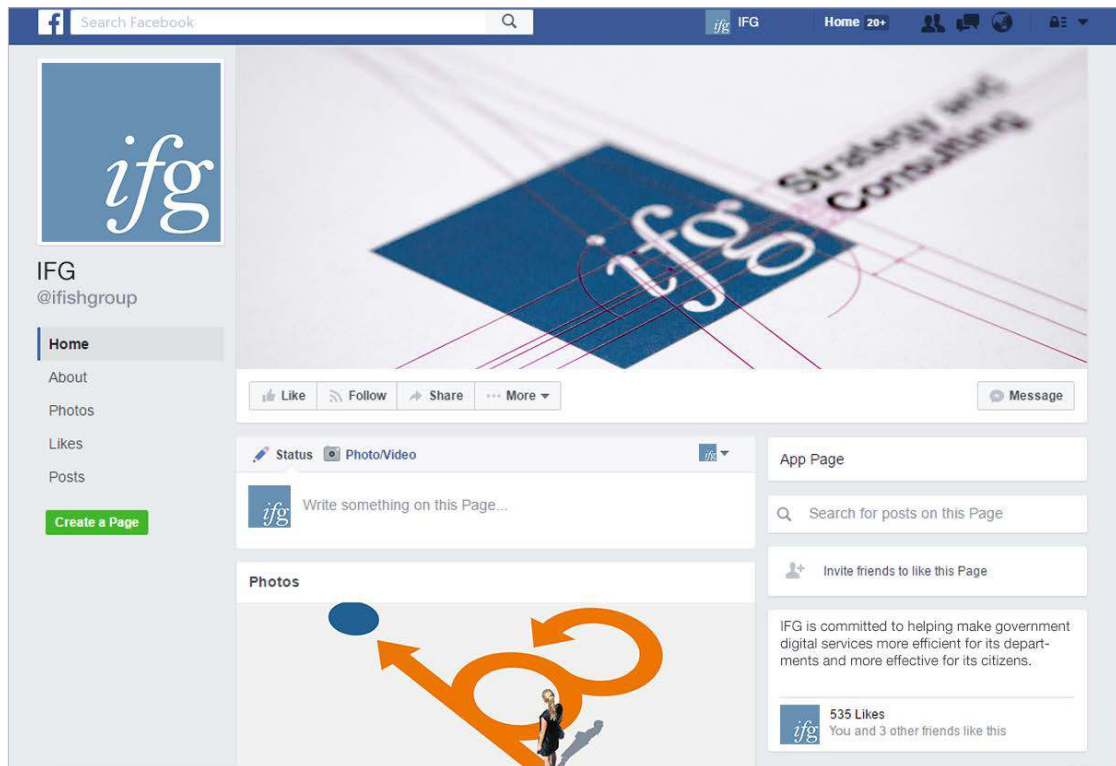 f
Search Facebook
ifg IFG
Home 20+
ifg
Strategy and
Consulting
ifg
IFG
@ifishgroup
Home
About
Photos
Likes
Posts
Create a Page
Like
Follow
Share
··· More
Message
Status
Photo/Video
ifg
ifg
Write something on this Page...
Photos
App Page
Search for posts on this Page
Invite friends to like this Page
IFG is committed to helping make government
digital services more efficient for its depart-
ments and more effective for its citizens.
ifg
535 Likes
You and 3 other friends like this